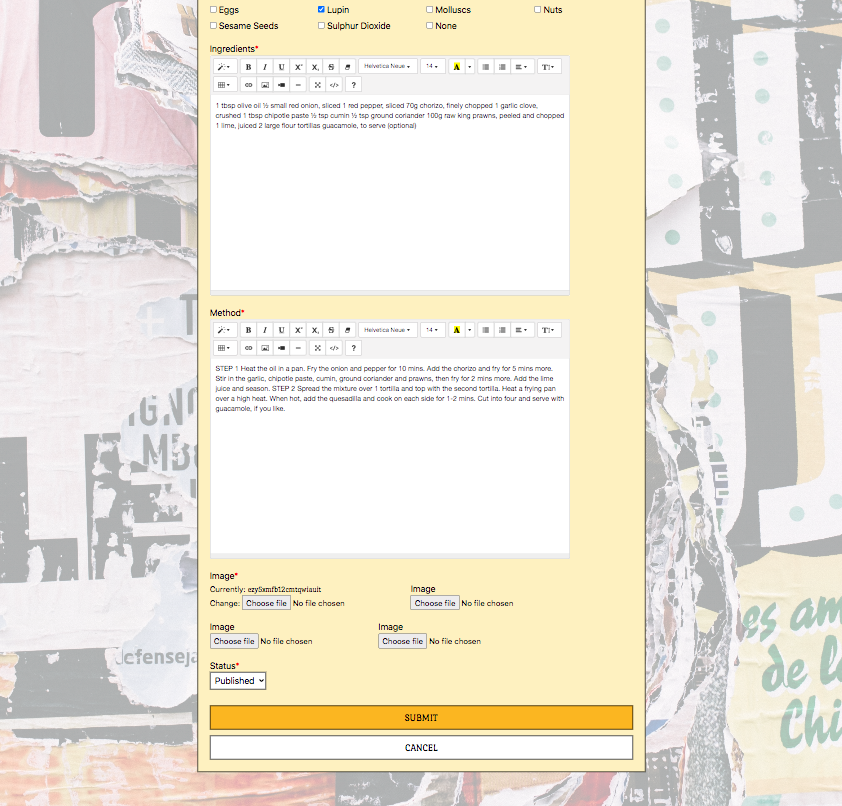 Eggs Lupin Molluscs Nuts
Sesame Seeds Sulphur Dioxide None
Ingredients*
B I U X² X₂ S Helvetica Neue 14 A T
</> ?
1 tbsp olive oil ½ small red onion, sliced 1 red pepper, sliced 70g chorizo, finely chopped 1 garlic clove,
crushed 1 tbsp chipotle paste ½ tsp cumin ½ tsp ground coriander 100g raw king prawns, peeled and chopped
1 lime, juiced 2 large flour tortillas guacamole, to serve (optional)
Method*
B I U X² X₂ S Helvetica Neue 14 A T
</> ?
STEP 1 Heat the oil in a pan. Fry the onion and pepper for 10 mins. Add the chorizo and fry for 5 mins more.
Stir in the garlic, chipotle paste, cumin, ground coriander and prawns, then fry for 2 mins more. Add the lime
juice and season. STEP 2 Spread the mixture over 1 tortilla and top with the second tortilla. Heat a frying pan
over a high heat. When hot, add the quesadilla and cook on each side for 1-2 mins. Cut into four and serve with
guacamole, if you like.
Image* Image
Currently: ezy5xmfb12cmtqwiauit
Change: Choose file No file chosen Choose file No file chosen
Image Image
Choose file No file chosen Choose file No file chosen
Status*
Published
SUBMIT
CANCEL
es am
de l
Chi